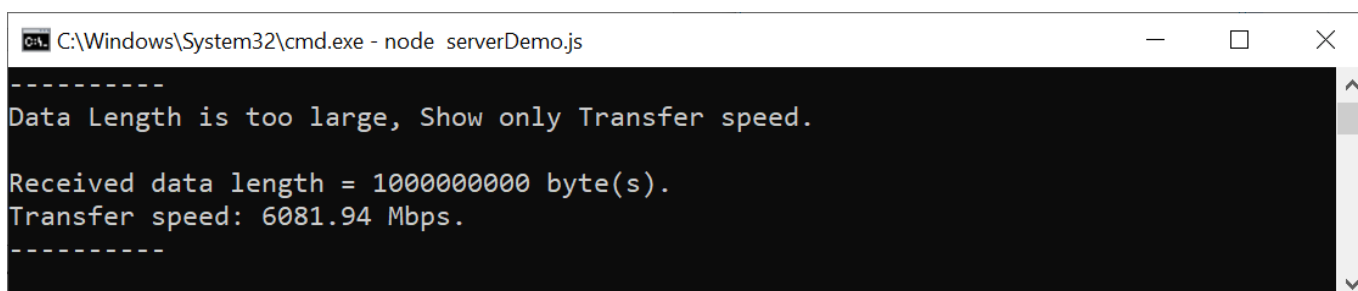 C:\Windows\System32\cmd.exe - node  serverDemo.js
----------
Data Length is too large, Show only Transfer speed.
Received data length = 1000000000 byte(s).
Transfer speed: 6081.94 Mbps.
----------